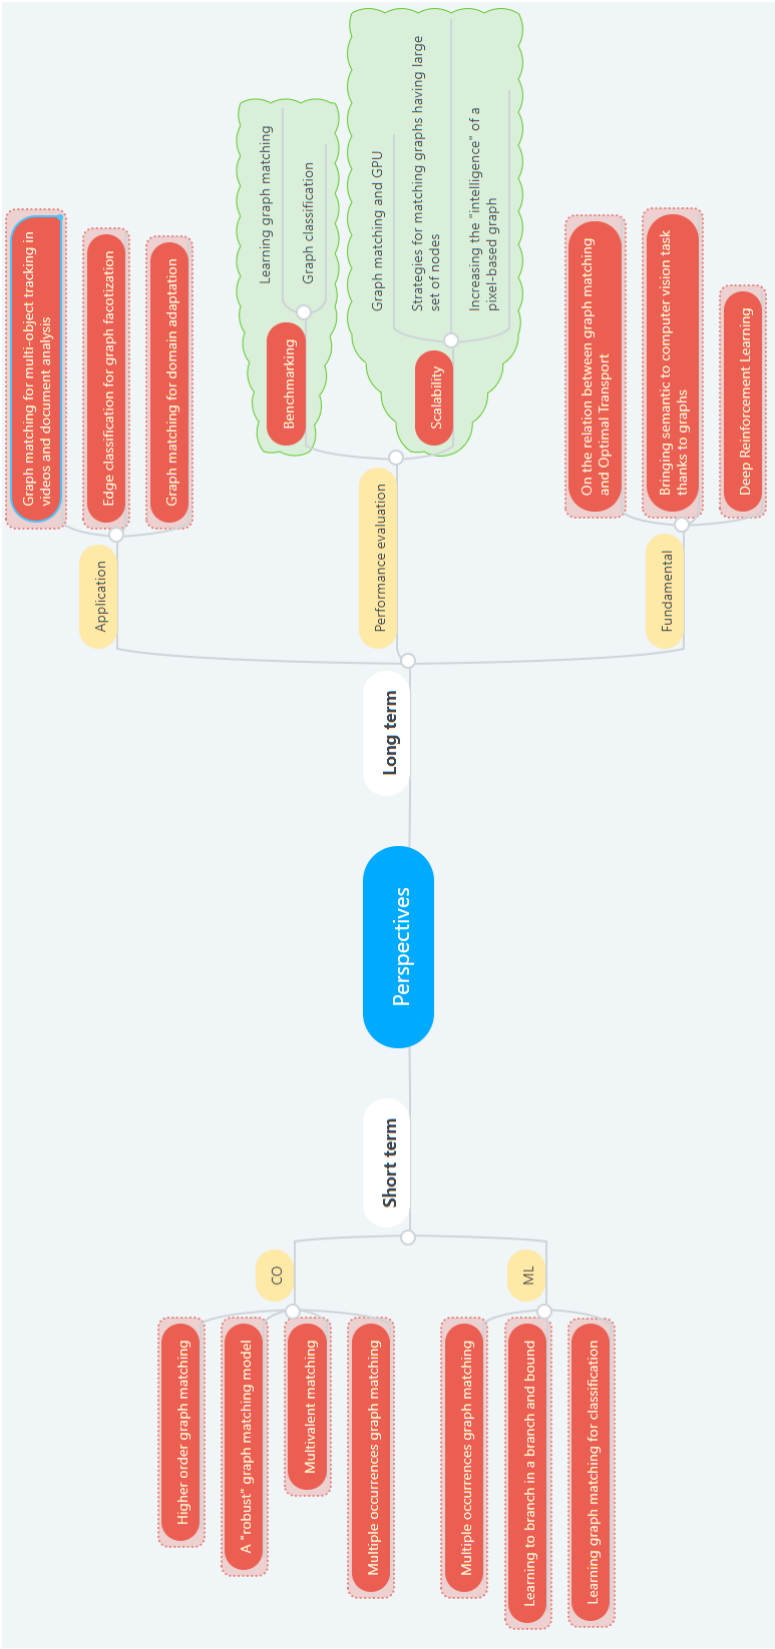 Perspectives
Short term
CO
Higher order graph matching
A "robust" graph matching model
Multivalent matching
Multiple occurrences graph matching
ML
Multiple occurrences graph matching
Learning to branch in a branch and bound
Learning graph matching for classification
Long term
Application
Graph matching for multi-object tracking in
videos and document analysis
Edge classification for graph facotization
Graph matching for domain adaptation
Performance evaluation
Benchmarking
Learning graph matching
Graph classification
Scalability
Graph matching and GPU
Strategies for matching graphs having large
set of nodes
Increasing the "intelligence" of a
pixel-based graph
Fundamental
On the relation between graph matching
and Optimal Transport
Bringing semantic to computer vision task
thanks to graphs
Deep Reinforcement Learning